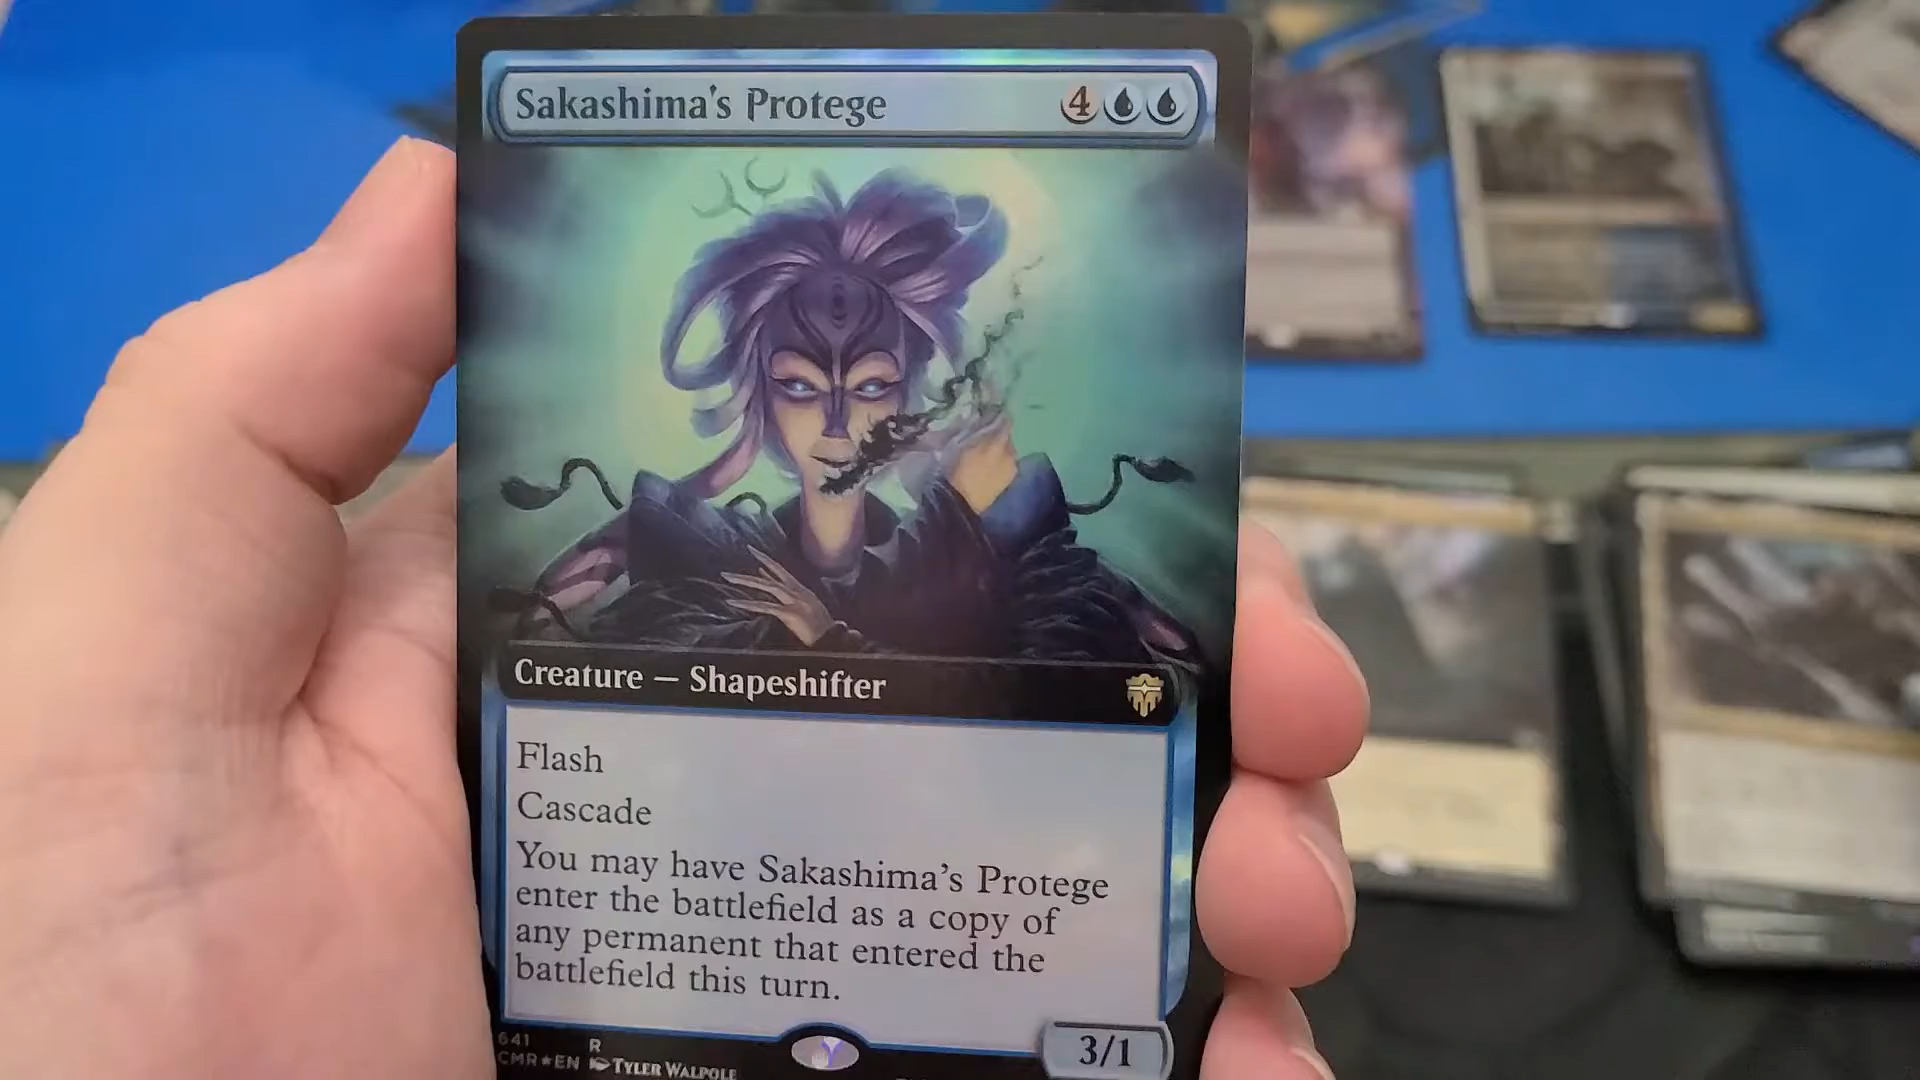 Sakashima's Protege 4
Creature — Shapeshifter
Flash
Cascade
You may have Sakashima's Protege
enter the battlefield as a copy of
any permanent that entered the
battlefield this turn.
641 R
CMR★EN TYLER WALPOLE
3/1